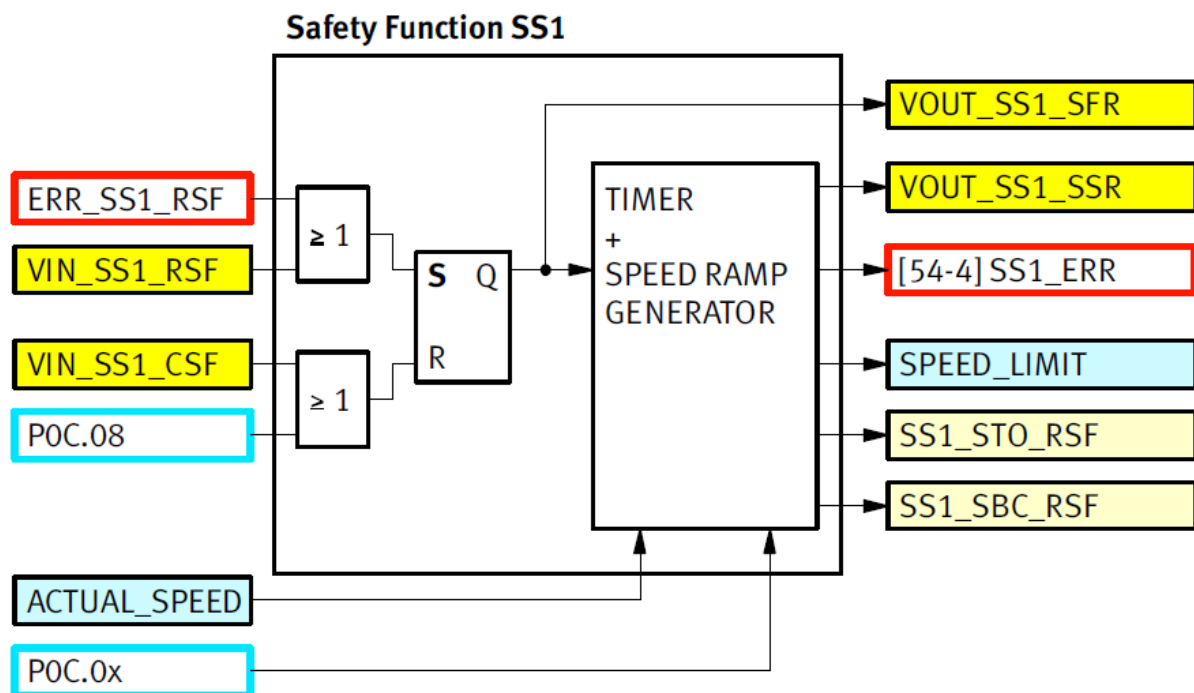 Safety Function SS1
ERR_SS1_RSF
VIN_SS1_RSF
VIN_SS1_CSF
P0C.08
ACTUAL_SPEED
P0C.0x
≥ 1
≥ 1
S Q
R
TIMER
+
SPEED RAMP
GENERATOR
VOUT_SS1_SFR
VOUT_SS1_SSR
[54-4] SS1_ERR
SPEED_LIMIT
SS1_STO_RSF
SS1_SBC_RSF